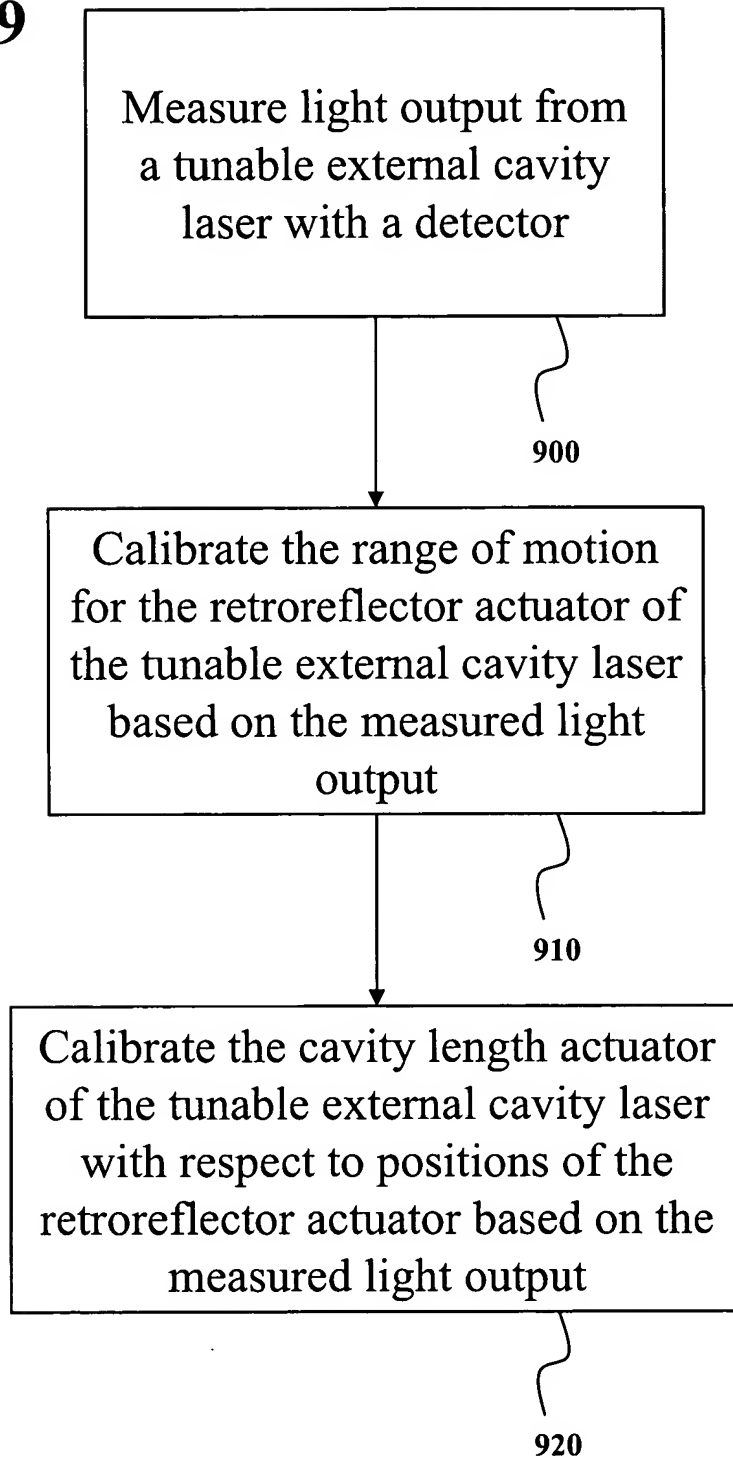 9
Measure light output from
a tunable external cavity
laser with a detector
900
Calibrate the range of motion
for the retroreflector actuator of
the tunable external cavity laser
based on the measured light
output
910
Calibrate the cavity length actuator
of the tunable external cavity laser
with respect to positions of the
retroreflector actuator based on the
measured light output
920